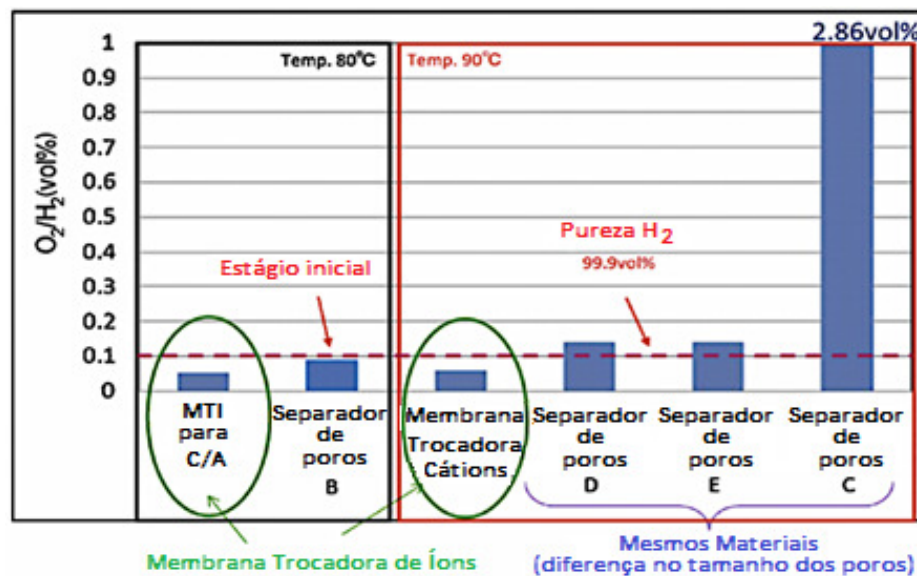 2.86vol%
1
0.9
0.8
0.7
0.6
0.5
0.4
0.3
0.2
0.1
0
O₂/H₂(vol%)
Temp. 80°C
Temp. 90°C
Estágio inicial
Pureza H₂
99.9vol%
MTI
para
C/A
Separador
de
poros
B
Membrana
Trocadora
Cátions
Separador
de
poros
D
Separador
de
poros
E
Separador
de
poros
C
Membrana Trocadora de Íons
Mesmos Materiais
(diferença no tamanho dos poros)